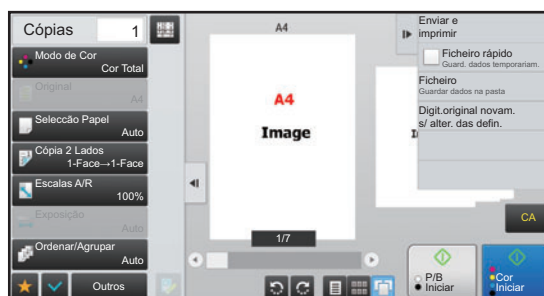 Cópias 1
Modo de Cor
Cor Total
Original
A4
Selecção Papel
Auto
Cópia 2 Lados
1-Face→1-Face
Escalas A/R
100%
Exposição
Auto
Ordenar/Agrupar
Auto
Outros
A4
A4
Image
1/7
Enviar e
imprimir
Ficheiro rápido
Guard. dados temporariam.
Ficheiro
Guardar dados na pasta
Digit.original novam.
s/ alter. das defin.
CA
P/B
Iniciar
Cor
Iniciar